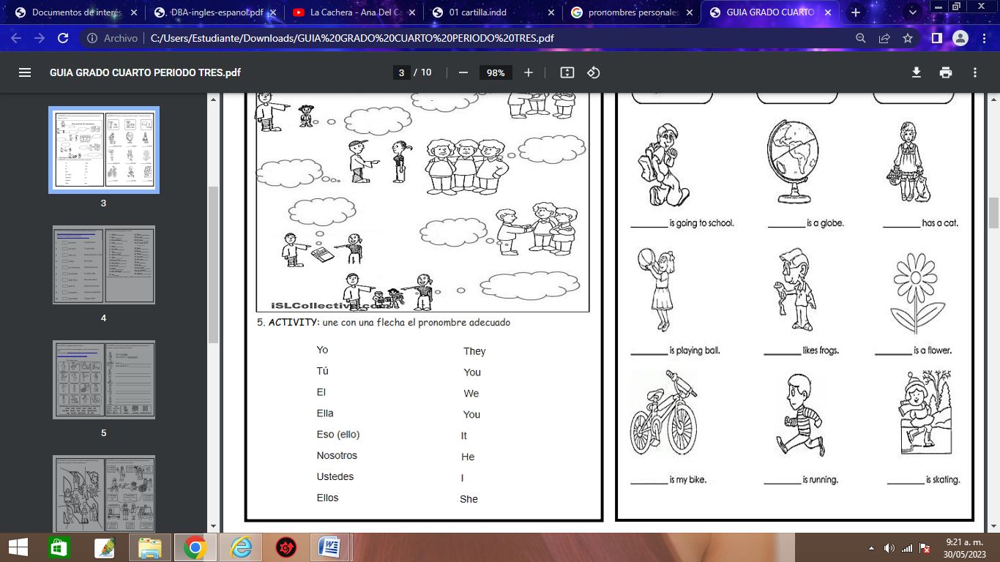 Documentos de interés
DBA-ingles-espanol.pdf
La Cachera - Ana Del Ca
01 cartilla.indd
pronombres personales
GUIA GRADO CUARTO
Archivo
C:/Users/Estudiante/Downloads/GUIA%20GRADO%20CUARTO%20PERIODO%20TRES.pdf
GUIA GRADO CUARTO PERIODO TRES.pdf
3 / 10
98%
3
4
5
iSLCollective.com
5. ACTIVITY: une con una flecha el pronombre adecuado
Yo They
Tú You
El We
Ella You
Eso (ello) It
Nosotros He
Ustedes I
Ellos She
________ is going to school. ________ is a globe. ________ has a cat.
________ is playing ball. ________ likes frogs. ________ is a flower.
________ is my bike. ________ is running. ________ is skating.
9:21 a. m.
30/05/2023